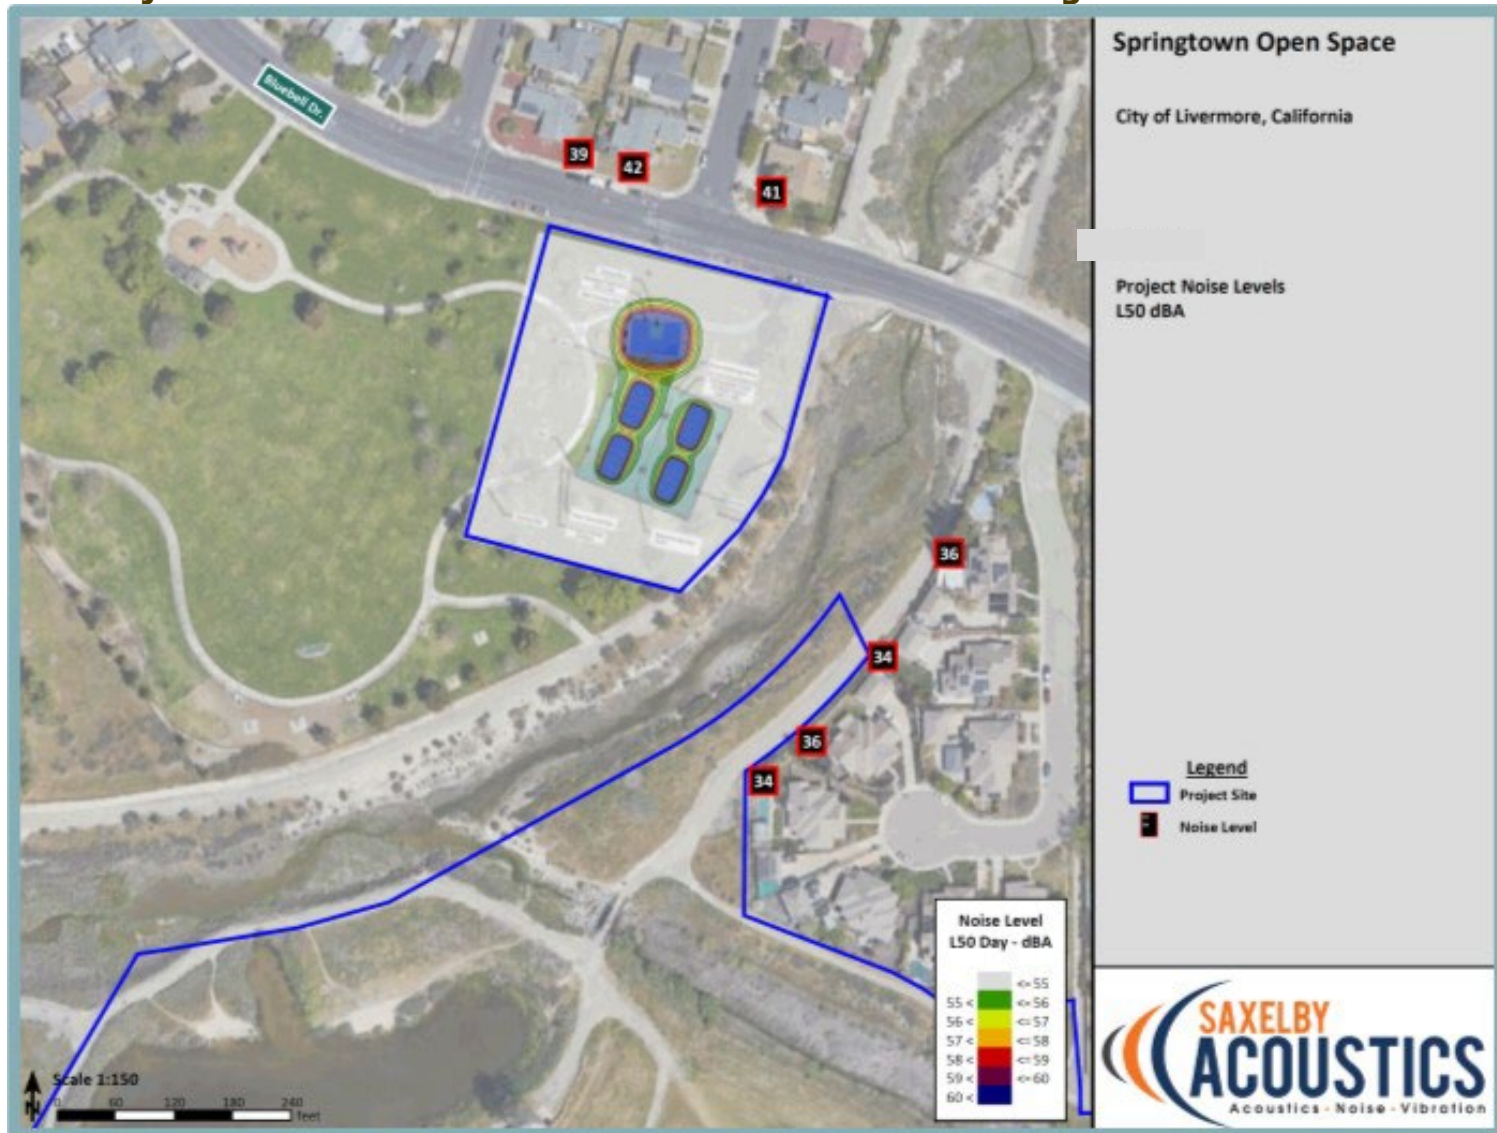 Springtown Open Space
City of Livermore, California
Project Noise Levels
L50 dBA
Bluebell Dr.
39
42
41
36
34
36
34
Legend
Project Site
Noise Level
Noise Level
L50 Day - dBA
<= 55
55 < <= 56
56 < <= 57
57 < <= 58
58 < <= 59
59 < <= 60
60 <
Scale 1:150
N
0 60 120 180 240
feet
SAXELBY
ACOUSTICS
Acoustics - Noise - Vibration